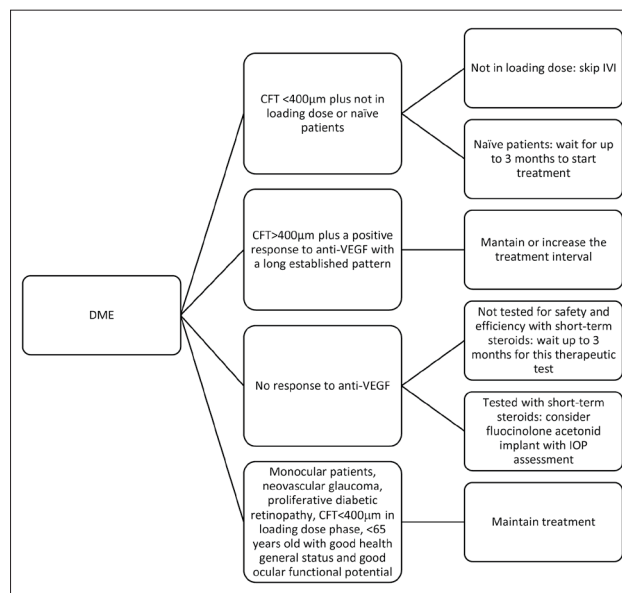 DME
CFT <400µm plus not in
loading dose or naïve
patients
Not in loading dose: skip IVI
Naïve patients: wait for up
to 3 months to start
treatment
CFT>400µm plus a positive
response to anti-VEGF with
a long established pattern
Mantain or increase the
treatment interval
No response to anti-VEGF
Not tested for safety and
efficiency with short-term
steroids: wait up to 3
months for this therapeutic
test
Tested with short-term
steroids: consider
fluocinolone acetonid
implant with IOP
assessment
Monocular patients,
neovascular glaucoma,
proliferative diabetic
retinopathy, CFT<400µm in
loading dose phase, <65
years old with good health
general status and good
ocular functional potential
Maintain treatment